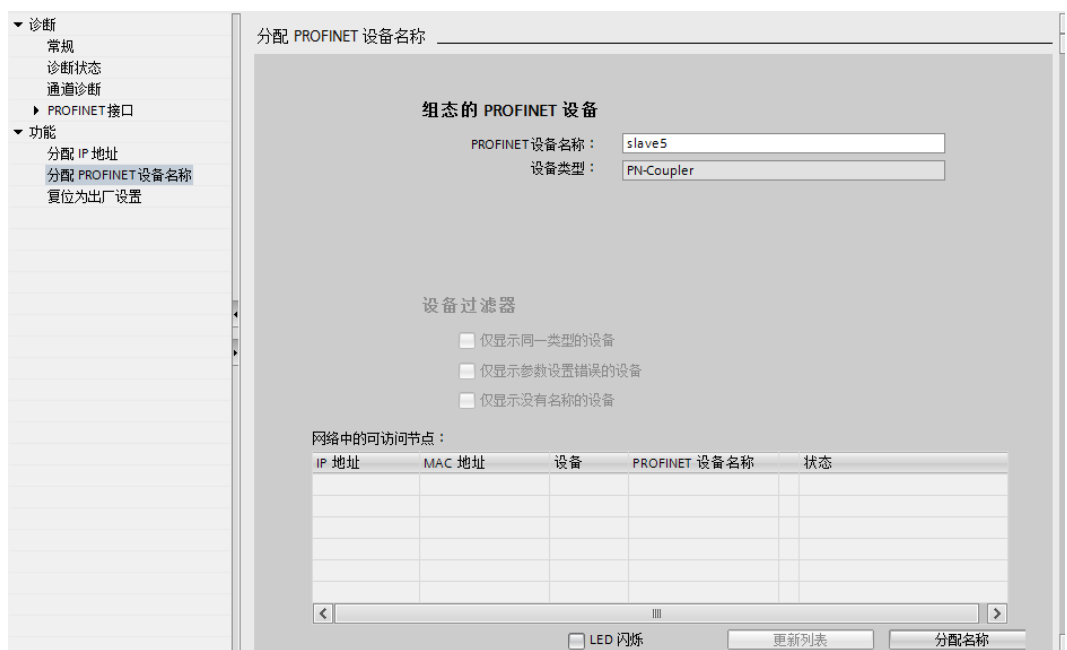 诊断
常规
诊断状态
通道诊断
PROFINET接口
功能
分配 IP 地址
分配 PROFINET 设备名称
复位为出厂设置
分配 PROFINET 设备名称
组态的 PROFINET 设备
PROFINET设备名称： slave5
设备类型： PN-Coupler
设备过滤器
仅显示同一类型的设备
仅显示参数设置错误的设备
仅显示没有名称的设备
网络中的可访问节点：
IP 地址 MAC 地址 设备 PROFINET 设备名称 状态
LED 闪烁 更新列表 分配名称